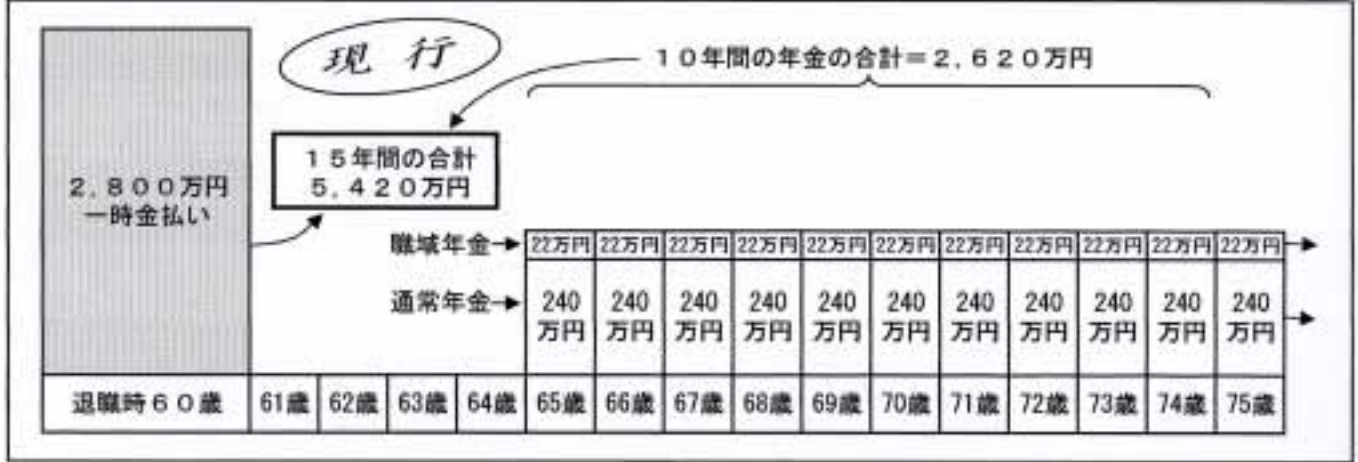 現行
10年間の年金の合計=2,620万円
15年間の合計
5,420万円
2,800万円
一時金払い
職域年金→ 22万円 22万円 22万円 22万円 22万円 22万円 22万円 22万円 22万円 22万円 22万円
通常年金→ 240 240 240 240 240 240 240 240 240 240 240
万円 万円 万円 万円 万円 万円 万円 万円 万円 万円 万円
退職時60歳 61歳 62歳 63歳 64歳 65歳 66歳 67歳 68歳 69歳 70歳 71歳 72歳 73歳 74歳 75歳